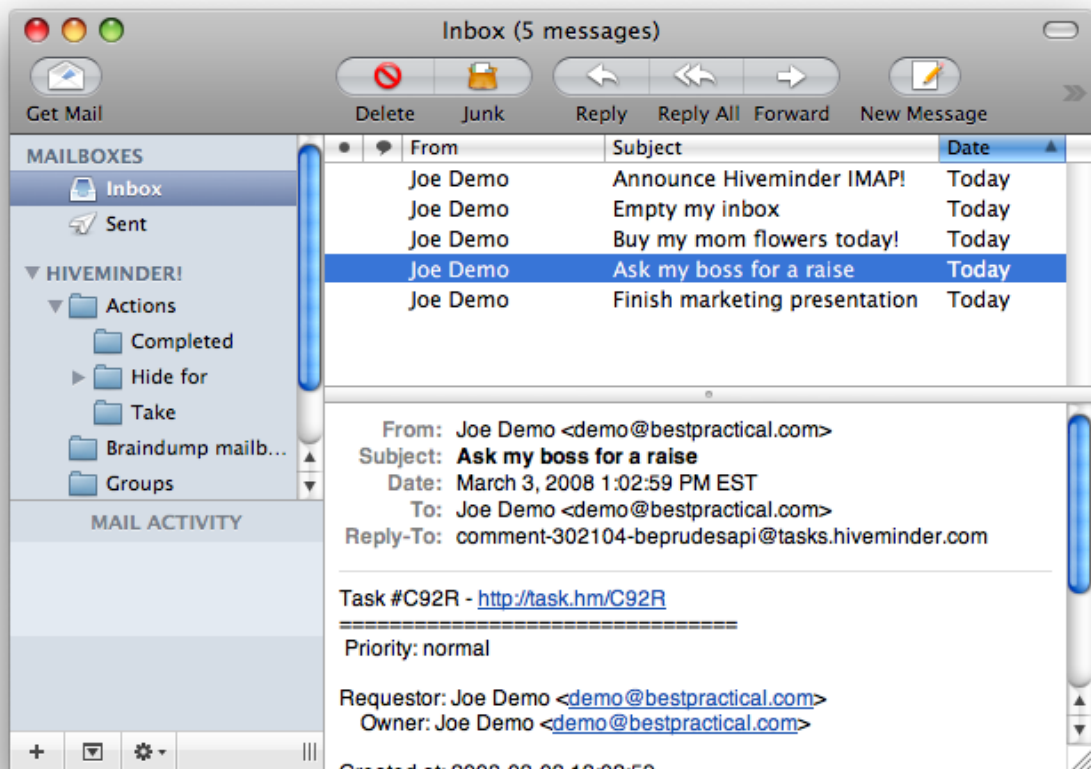 Inbox (5 messages)
Get Mail
Delete Junk Reply Reply All Forward New Message
MAILBOXES
Inbox
Sent
HIVEMINDER!
Actions
Completed
Hide for
Take
Braindump mailb...
Groups
MAIL ACTIVITY
From Subject Date
Joe Demo Announce Hiveminder IMAP! Today
Joe Demo Empty my inbox Today
Joe Demo Buy my mom flowers today! Today
Joe Demo Ask my boss for a raise Today
Joe Demo Finish marketing presentation Today
From: Joe Demo <demo@bestpractical.com>
Subject: Ask my boss for a raise
Date: March 3, 2008 1:02:59 PM EST
To: Joe Demo <demo@bestpractical.com>
Reply-To: comment-302104-beprudesapi@tasks.hiveminder.com
Task #C92R - http://task.hm/C92R
=================================
Priority: normal
Requestor: Joe Demo <demo@bestpractical.com>
Owner: Joe Demo <demo@bestpractical.com>
Created at: